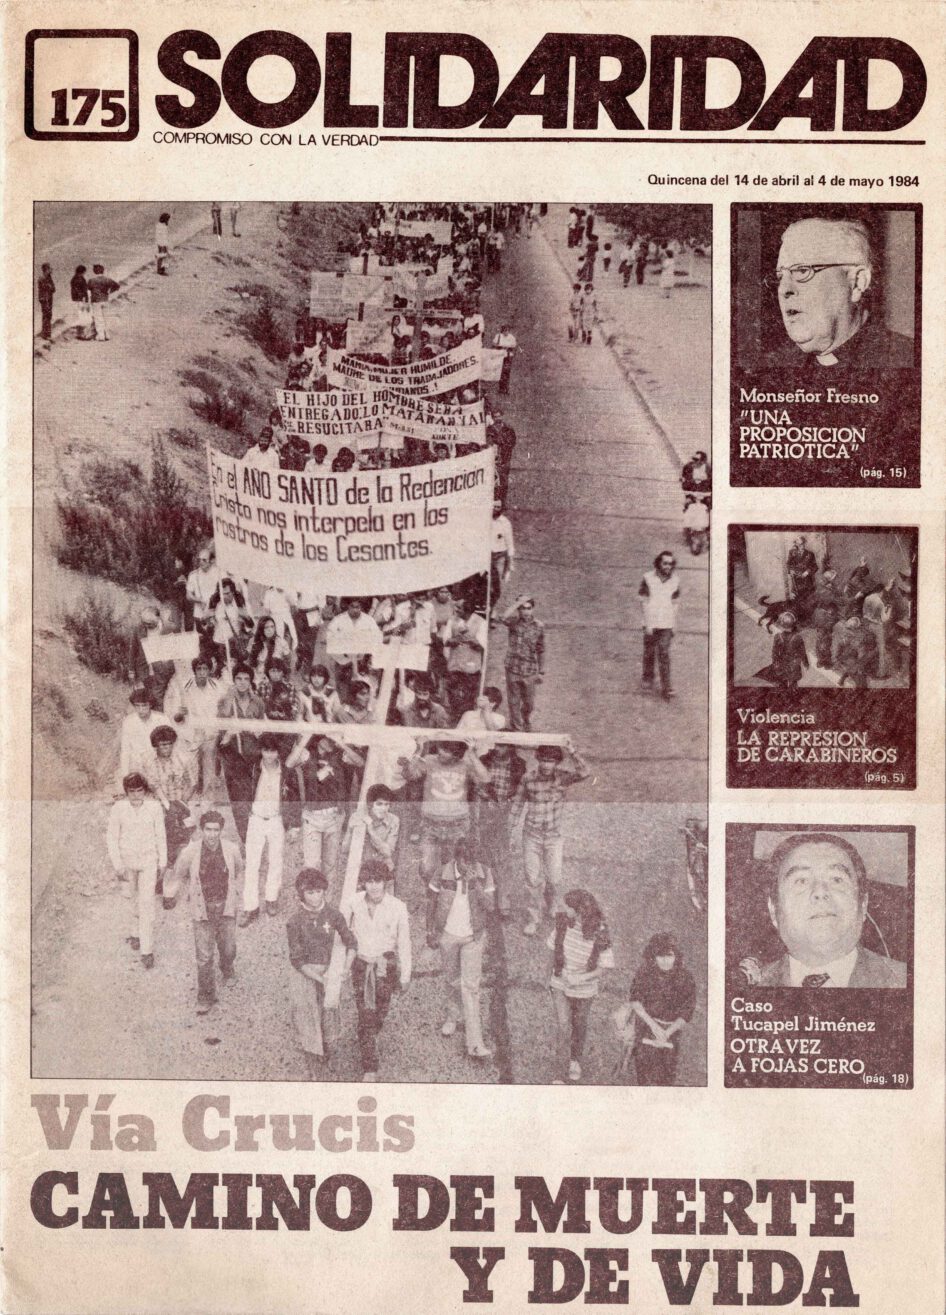 175
SOLIDARIDAD
COMPROMISO CON LA VERDAD
Quincena del 14 de abril al 4 de mayo 1984
MARIA, MUJER HUMILDE
MADRE DE LOS TRABAJADORES
EL HIJO DEL HOMBRE SERA
ENTREGADO: LO MATARAN I AL
RESUCITARA"
NORTE
En el AÑO SANTO de la Redencion
Cristo nos interpela en los
rostros de los Cesantes.
Monseñor Fresno
"UNA
PROPOSICION
PATRIOTICA"
(pág. 15)
Violencia
LA REPRESION
DE CARABINEROS
(pág. 5)
Caso
Tucapel Jiménez
OTRA VEZ
A FOJAS CERO
(pág. 18)
Vía Crucis
CAMINO DE MUERTE
Y DE VIDA